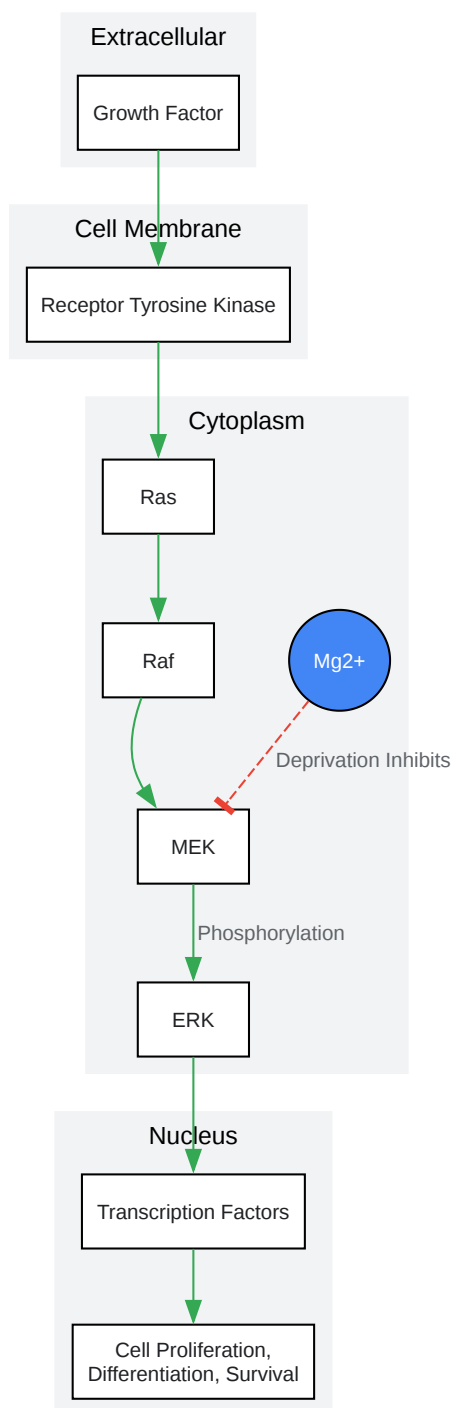 Extracellular
Growth Factor
Cell Membrane
Receptor Tyrosine Kinase
Cytoplasm
Ras
Raf
Mg2+
Deprivation Inhibits
MEK
Phosphorylation
ERK
Nucleus
Transcription Factors
Cell Proliferation,
Differentiation, Survival